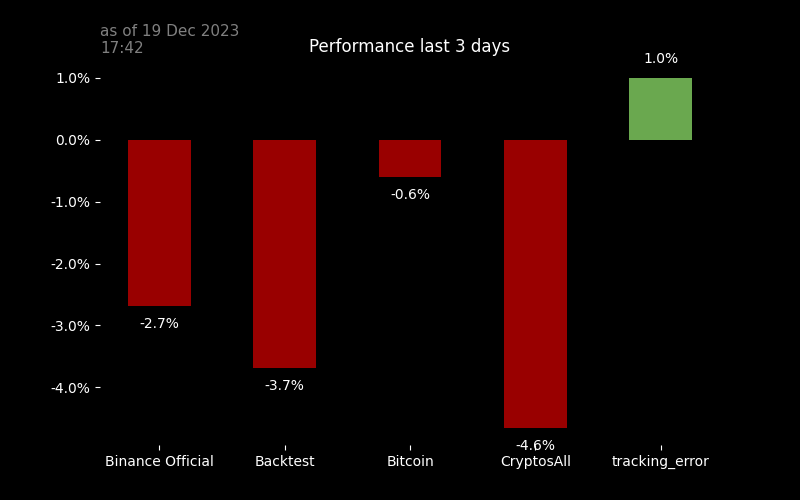 as of 19 Dec 2023
17:42
Performance last 3 days
1.0%
1.0%
0.0%
-1.0%
-2.0%
-3.0%
-4.0%
-2.7%
-3.7%
-0.6%
-4.6%
Binance Official
Backtest
Bitcoin
CryptosAll
tracking_error